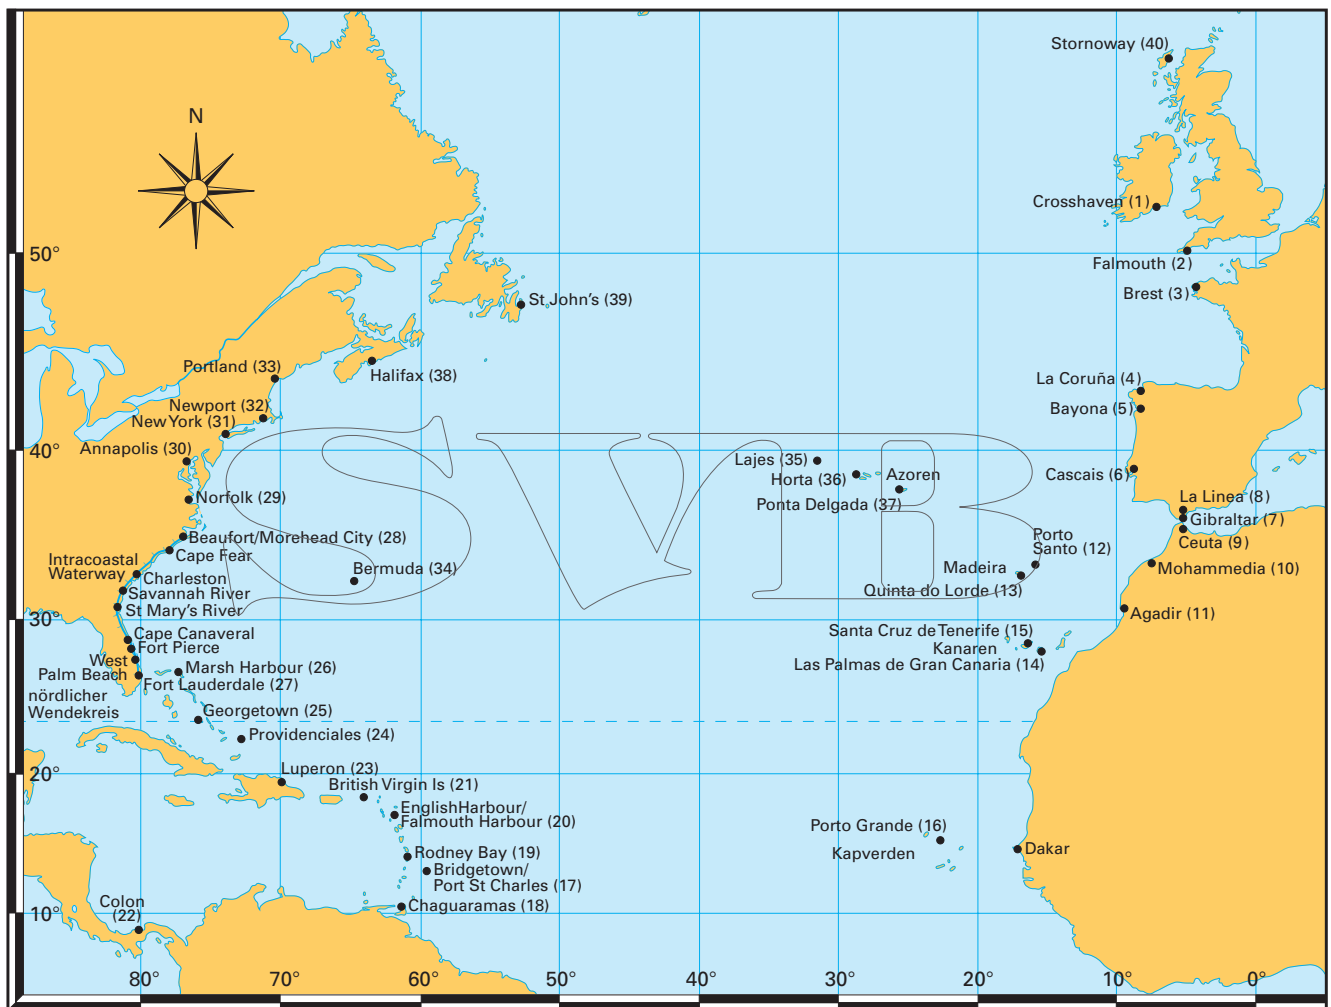 Stornoway (40)
N
Crosshaven (1)
50°
Falmouth (2)
Brest (3)
St John's (39)
Portland (33)
Halifax (38)
La Coruña (4)
Newport (32)
Bayona (5)
New York (31)
Annapolis (30)
40°
Lajes (35)
Horta (36)
Azoren
Cascais (6)
Norfolk (29)
Ponta Delgada (37)
La Linea (8)
Gibraltar (7)
SVB
Beaufort/Morehead City (28)
Cape Fear
Porto
Santo (12)
Ceuta (9)
Intracoastal
Waterway
Bermuda (34)
Madeira
Mohammedia (10)
Charleston
Savannah River
Quinta do Lorde (13)
St Mary's River
Agadir (11)
30°
Cape Canaveral
Fort Pierce
Santa Cruz de Tenerife (15)
Kanaren
West
Palm Beach
Marsh Harbour (26)
Las Palmas de Gran Canaria (14)
Fort Lauderdale (27)
nördlicher
Wendekreis
Georgetown (25)
Providenciales (24)
20°
Luperon (23)
British Virgin Is (21)
EnglishHarbour/
Falmouth Harbour (20)
Porto Grande (16)
Kapverden
Dakar
Rodney Bay (19)
Bridgetown/
Port St Charles (17)
Colon
(22)
Chaguaramas (18)
10°
80° 70° 60° 50° 40° 30° 20° 10° 0°